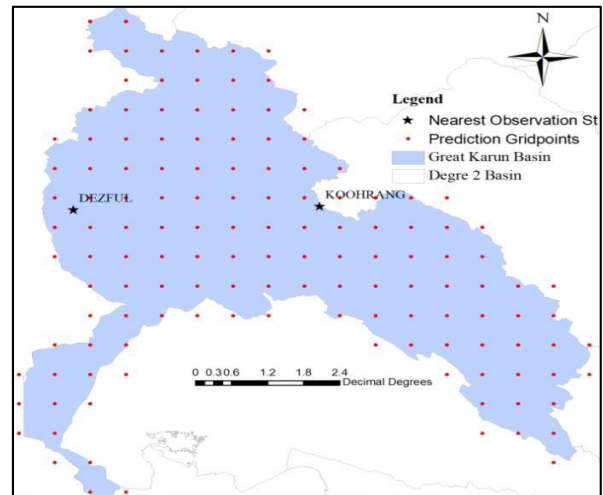 N
Legend
Nearest Observation St
Prediction Gridpoints
Great Karun Basin
Degre 2 Basin
DEZFUL
KOOHRANG
0 0.30.6 1.2 1.8 2.4
Decimal Degrees